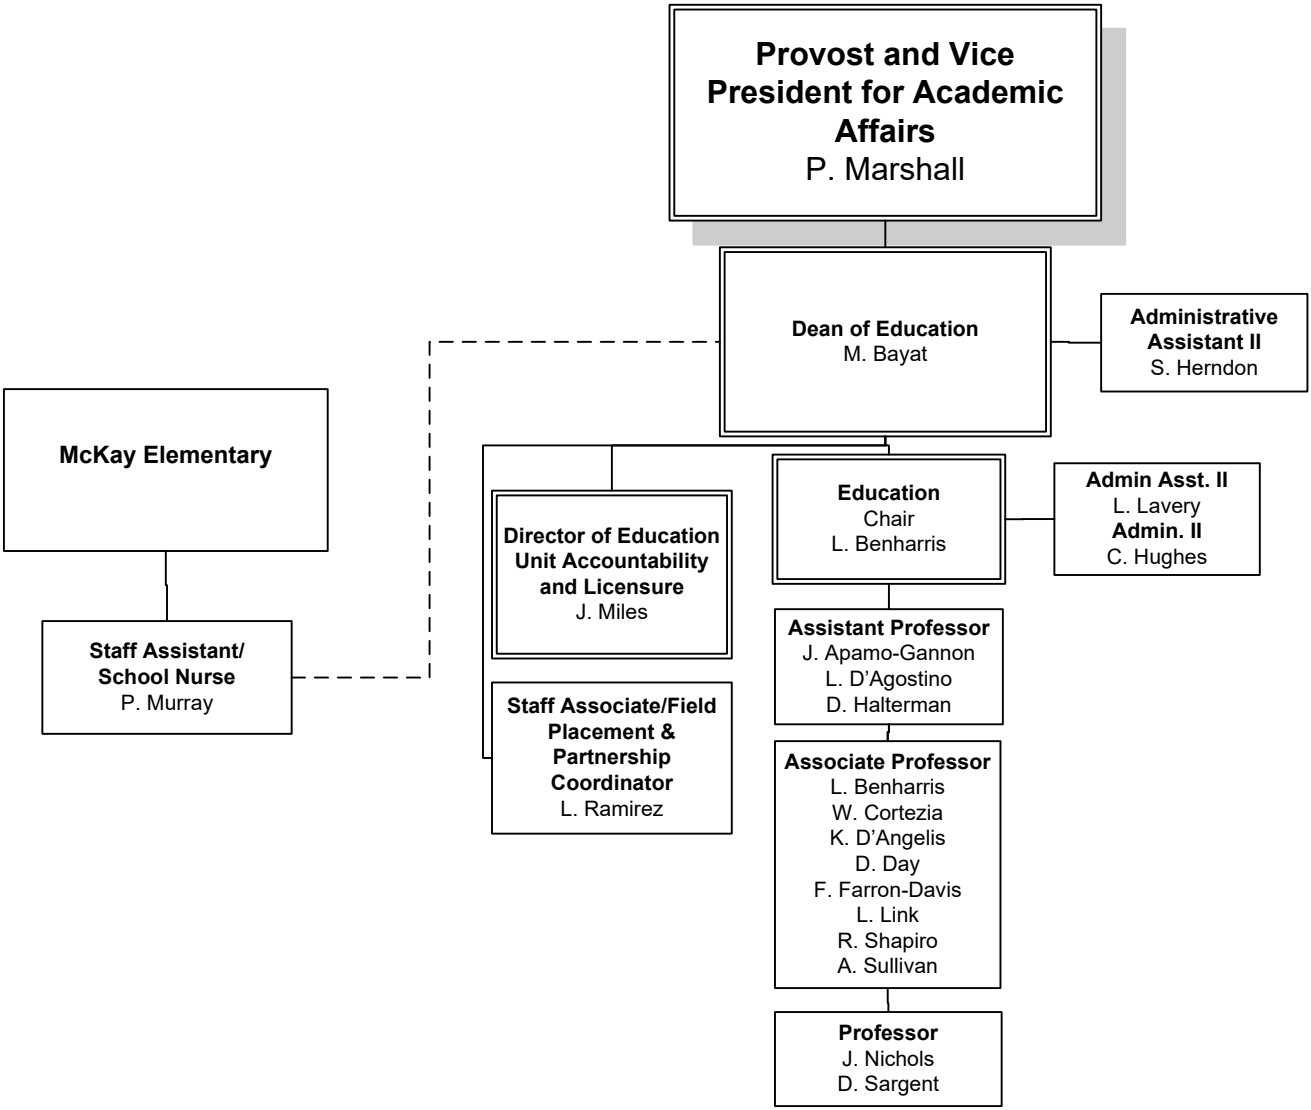 Provost and Vice
President for Academic
Affairs
P. Marshall
Dean of Education
M. Bayat
Administrative
Assistant II
S. Herndon
McKay Elementary
Staff Assistant/
School Nurse
P. Murray
Director of Education
Unit Accountability
and Licensure
J. Miles
Staff Associate/Field
Placement &
Partnership
Coordinator
L. Ramirez
Education
Chair
L. Benharris
Admin Asst. II
L. Lavery
Admin. II
C. Hughes
Assistant Professor
J. Apamo-Gannon
L. D’Agostino
D. Halterman
Associate Professor
L. Benharris
W. Cortezia
K. D’Angelis
D. Day
F. Farron-Davis
L. Link
R. Shapiro
A. Sullivan
Professor
J. Nichols
D. Sargent